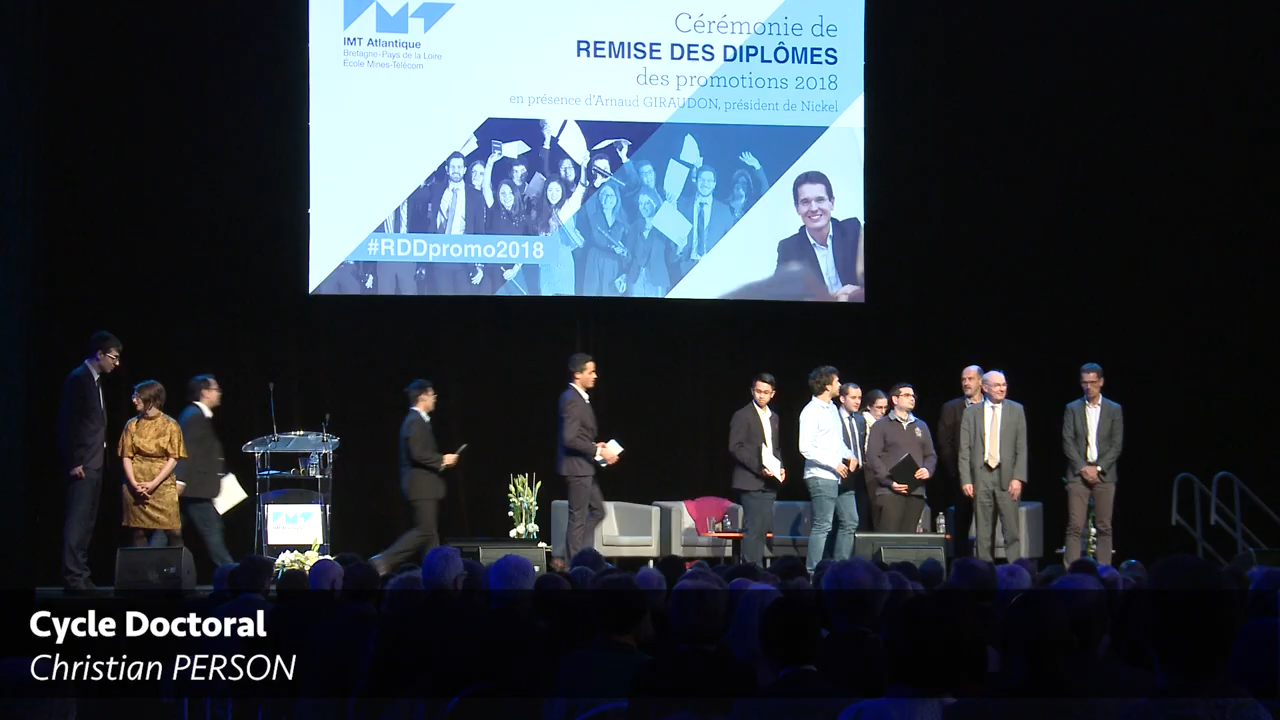 IMT Atlantique
Bretagne-Pays de la Loire
École Mines-Télécom
Cérémonie de
REMISE DES DIPLÔMES
des promotions 2018
en présence d'Arnaud GIRAUDON, président de Nickel
#RDDpromo2018
Cycle Doctoral
Christian PERSON